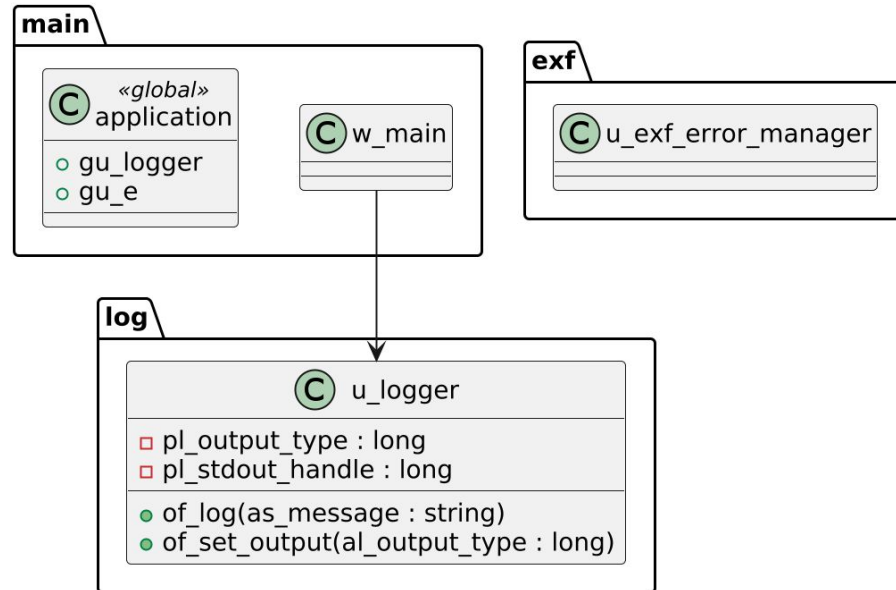 main
C «global»
application
gu_logger
gu_e
C w_main
exf
C u_exf_error_manager
log
C u_logger
pl_output_type : long
pl_stdout_handle : long
of_log(as_message : string)
of_set_output(al_output_type : long)